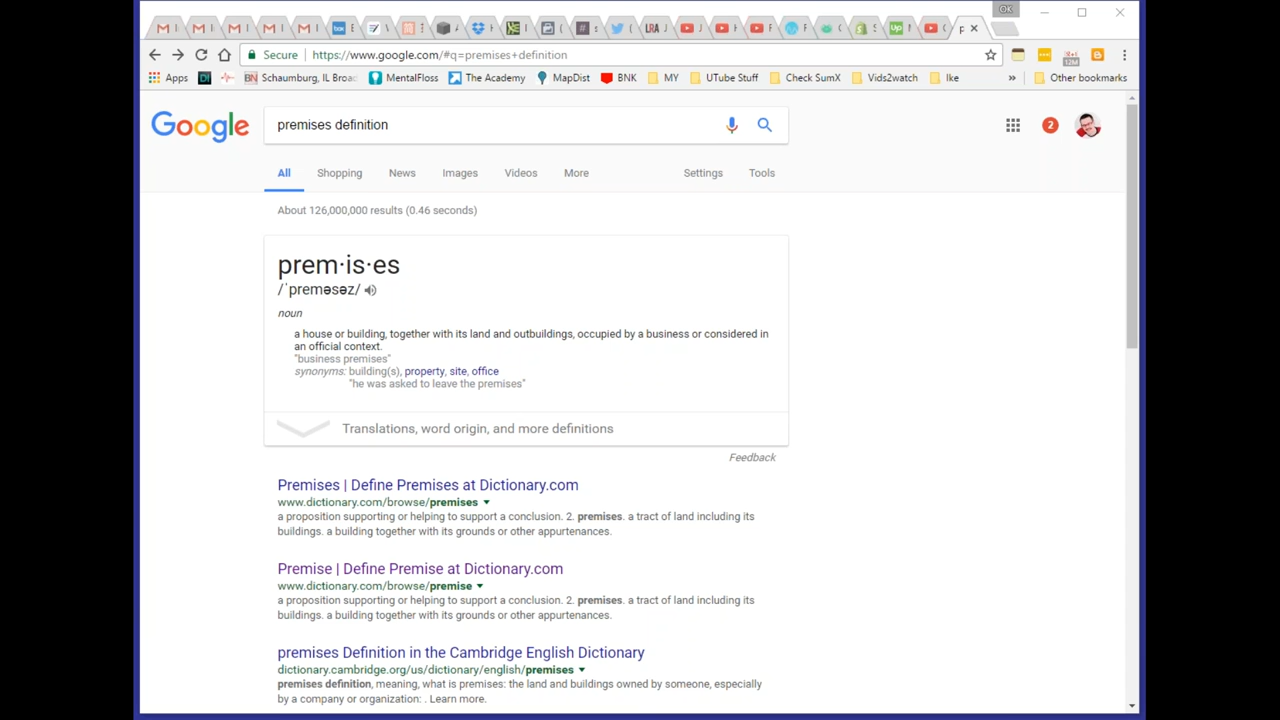 OK
Secure https://www.google.com/#q=premises+definition
Apps DI BN Schaumburg, IL Broad MentalFloss The Academy MapDist BNK MY UTube Stuff Check SumX Vids2watch Ike » Other bookmarks
Google premises definition 2
All Shopping News Images Videos More Settings Tools
About 126,000,000 results (0.46 seconds)
prem·is·es
/ˈpreməsəz/
noun
a house or building, together with its land and outbuildings, occupied by a business or considered in
an official context.
"business premises"
synonyms: building(s), property, site, office
"he was asked to leave the premises"
Translations, word origin, and more definitions
Feedback
Premises | Define Premises at Dictionary.com
www.dictionary.com/browse/premises
a proposition supporting or helping to support a conclusion. 2. premises. a tract of land including its
buildings. a building together with its grounds or other appurtenances.
Premise | Define Premise at Dictionary.com
www.dictionary.com/browse/premise
a proposition supporting or helping to support a conclusion. 2. premises. a tract of land including its
buildings. a building together with its grounds or other appurtenances.
premises Definition in the Cambridge English Dictionary
dictionary.cambridge.org/us/dictionary/english/premises
premises definition, meaning, what is premises: the land and buildings owned by someone, especially
by a company or organization: . Learn more.